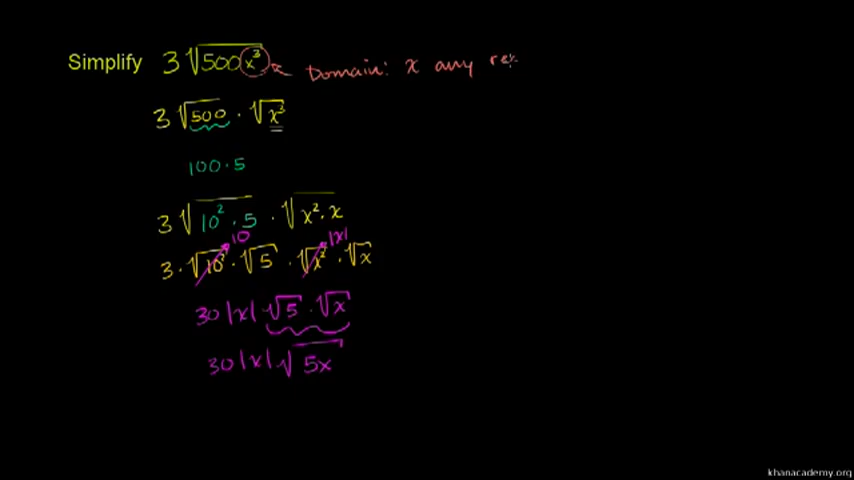 Simplify 3√500x³ Domain: x any re
3√500 · √x³
100·5
3√10²·5 · √x²·x
10 |x|
3·√10²·√5 · √x² · √x
30|x| √5 · √x
30|x|√5x
khanacademy.org